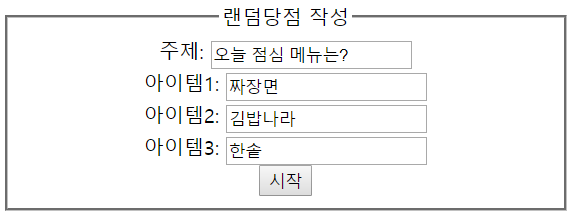 랜덤당점 작성
주제: 오늘 점심 메뉴는?
아이템1: 짜장면
아이템2: 김밥나라
아이템3: 한솥
시작